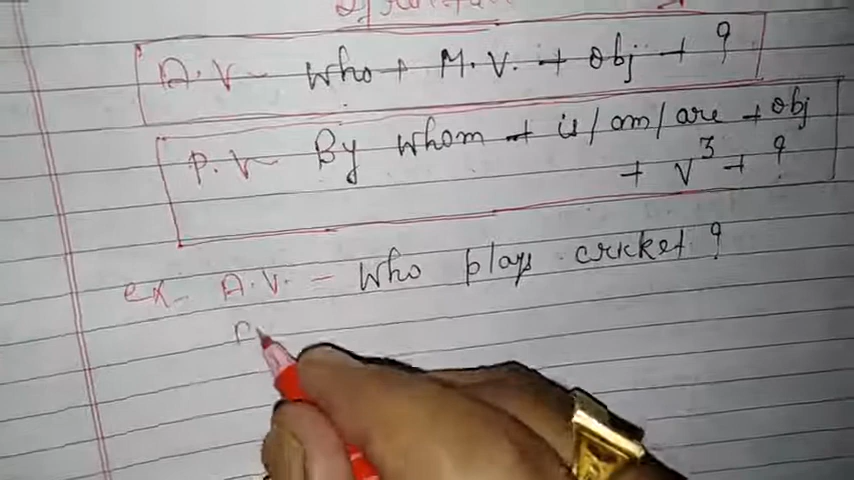 A.V - Who + M.V. + obj + ?
P.V - By whom + is/am/are + obj
+ V3 + ?
ex- A.V. - Who plays cricket ?